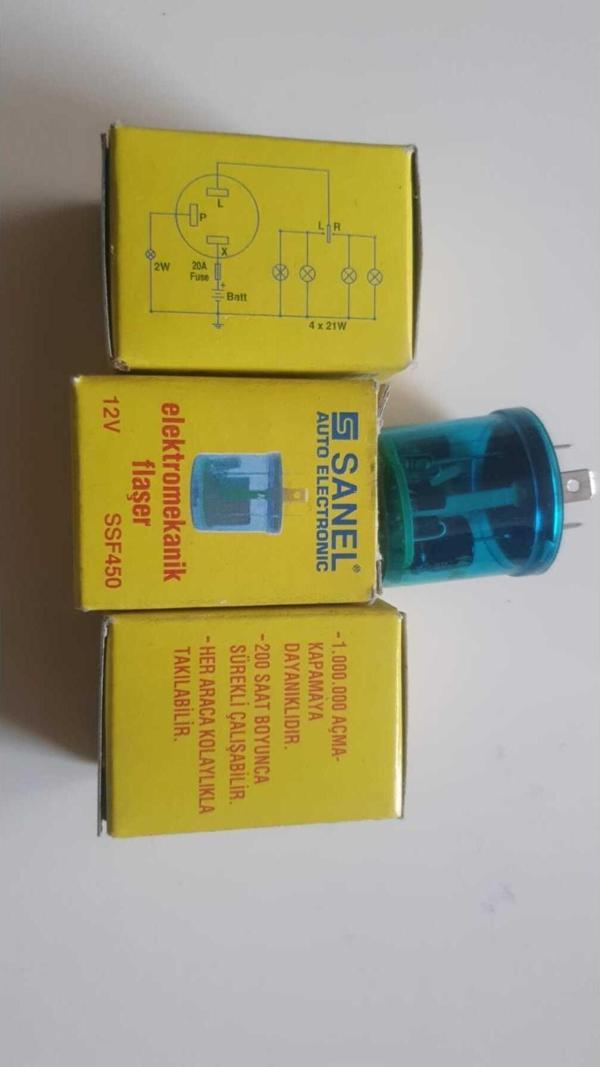 L
P
X
2W
20A
Fuse
+
Batt
L R
4 x 21W
S SANEL®
AUTO ELECTRONIC
elektromekanik
flaşer
12V SSF450
-1.000.000 AÇMA-
KAPAMAYA
DAYANIKLIDIR.
-200 SAAT BOYUNCA
SÜREKLİ ÇALIŞABİLİR.
-HER ARACA KOLAYLIKLA
TAKILABİLİR.